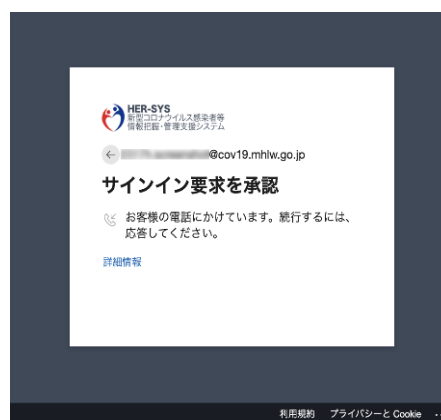 HER-SYS
新型コロナウイルス感染者等
情報把握・管理支援システム
@cov19.mhlw.go.jp
サインイン要求を承認
お客様の電話にかけています。続行するには、
応答してください。
詳細情報
利用規約 プライバシーと Cookie